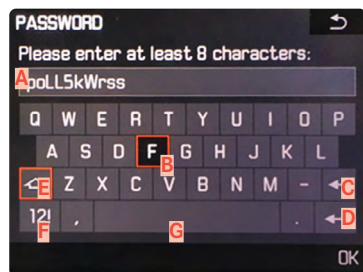 PASSWORD
Please enter at least 8 characters:
A poLL5kWrss
Q W E R T Y U I O P
A S D F G H J K L
B
E Z X C V B N M - C
12! , . D
F G
OK